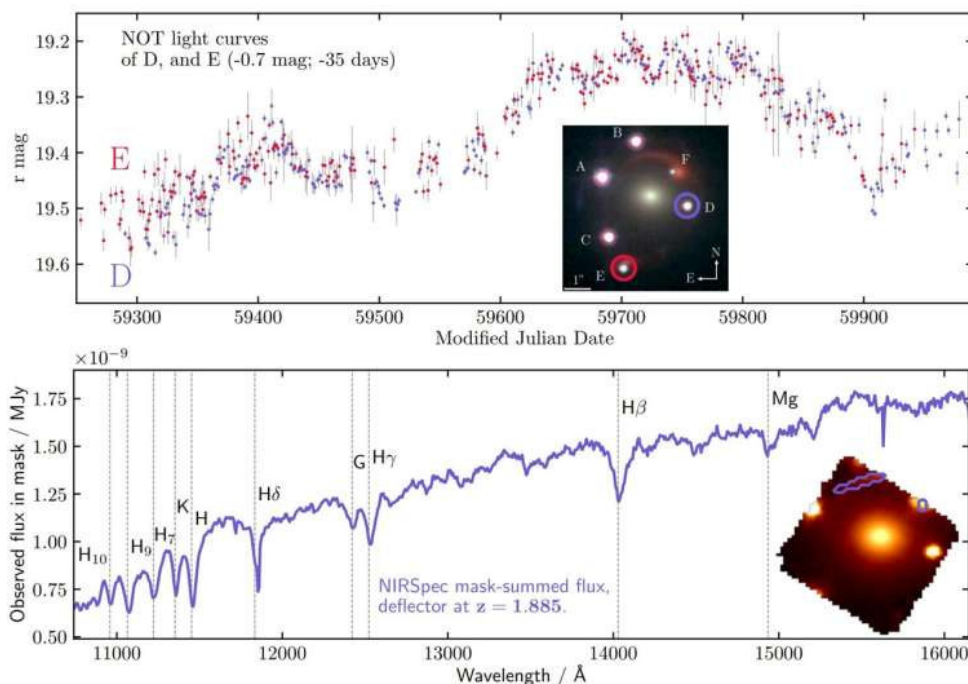 19.2
NOT light curves
of D, and E (-0.7 mag; -35 days)
19.3
r mag
19.4
E
19.5
19.6
D
B
A
F
D
C
E
1"
N
E
59300 59400 59500 59600 59700 59800 59900
Modified Julian Date
×10⁻⁹
Observed flux in mask / MJy
1.75
1.50
1.25
1.00
0.75
0.50
H₁₀
H₉
H₇
K
H
Hδ
G
Hγ
Hβ
Mg
NIRSpec mask-summed flux,
deflector at z = 1.885.
11000 12000 13000 14000 15000 16000
Wavelength / Å